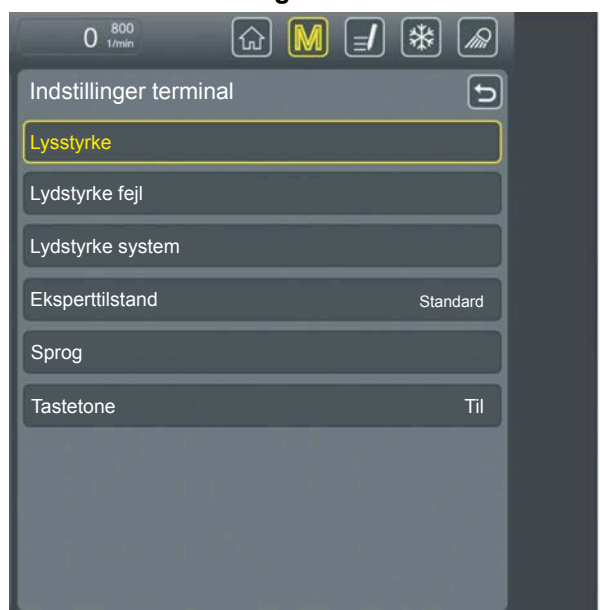 0 800
1/min
M
Indstillinger terminal
Lysstyrke
Lydstyrke fejl
Lydstyrke system
Eksperttilstand Standard
Sprog
Tastetone Til